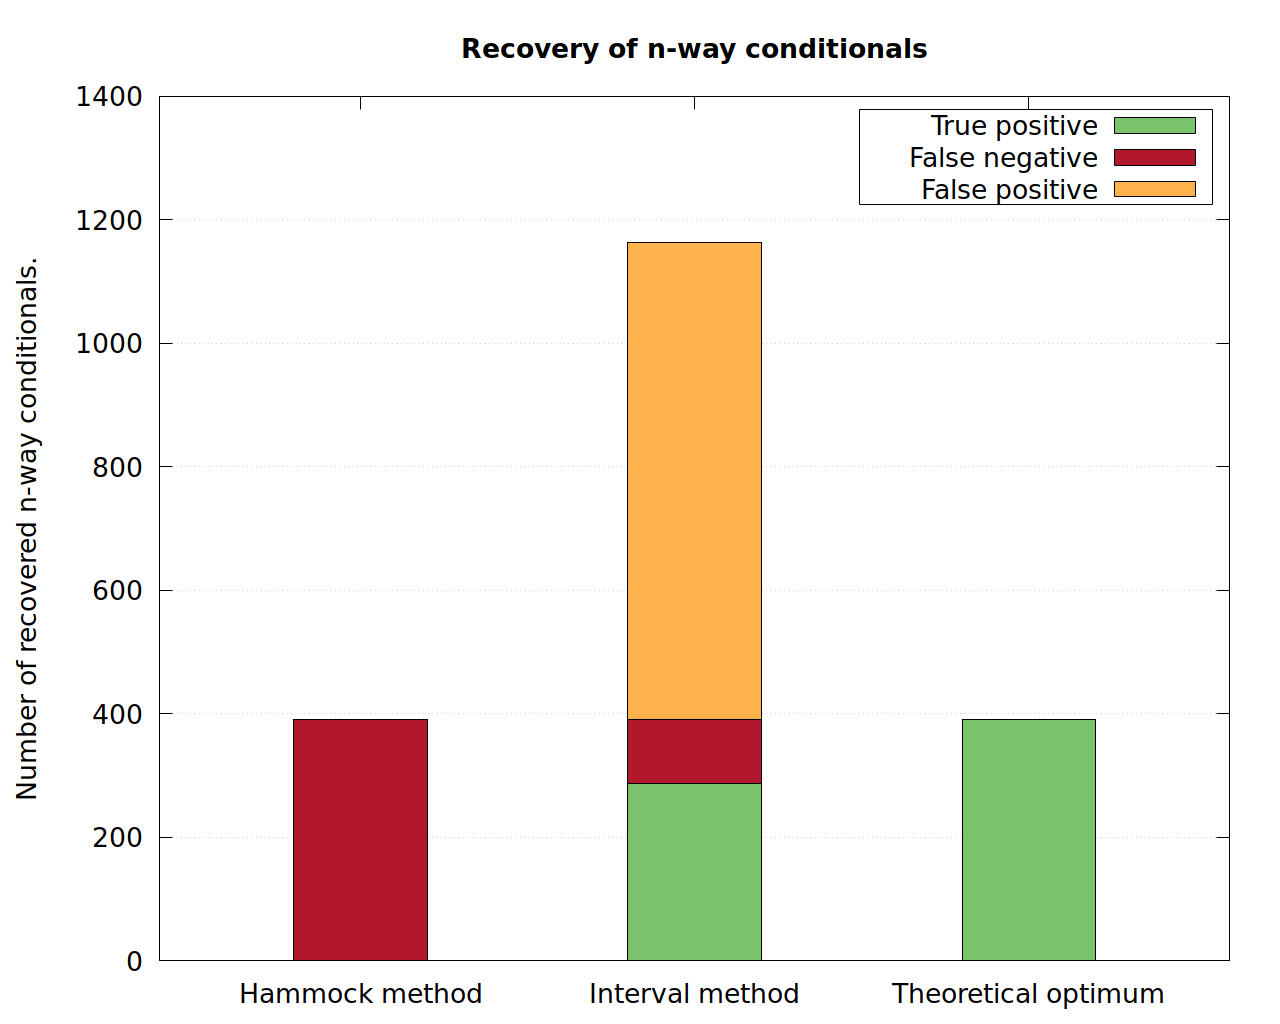 Recovery of n-way conditionals
Number of recovered n-way conditionals.
1400
1200
1000
800
600
400
200
0
True positive
False negative
False positive
Hammock method
Interval method
Theoretical optimum